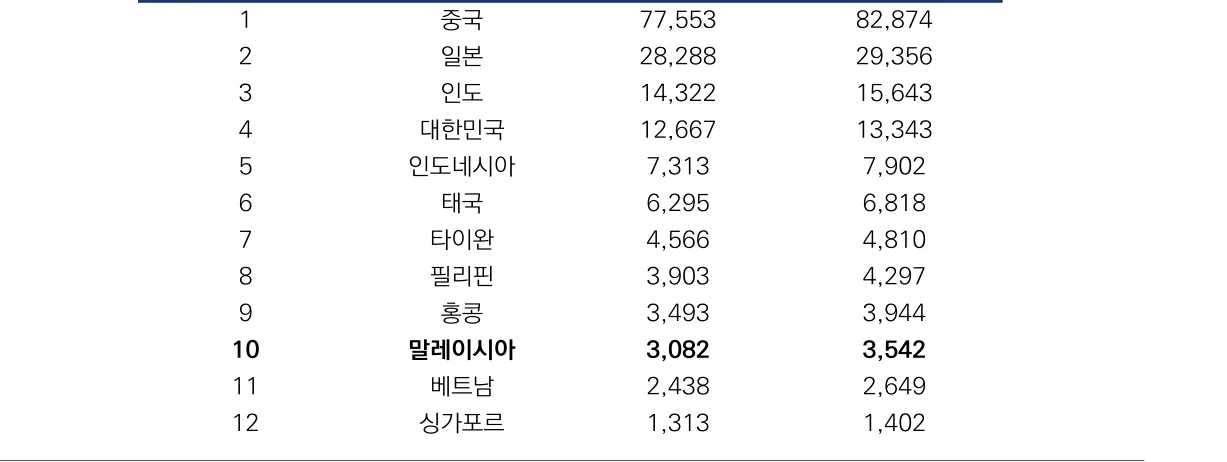 1 중국 77,553 82,874
2 일본 28,288 29,356
3 인도 14,322 15,643
4 대한민국 12,667 13,343
5 인도네시아 7,313 7,902
6 태국 6,295 6,818
7 타이완 4,566 4,810
8 필리핀 3,903 4,297
9 홍콩 3,493 3,944
10 말레이시아 3,082 3,542
11 베트남 2,438 2,649
12 싱가포르 1,313 1,402